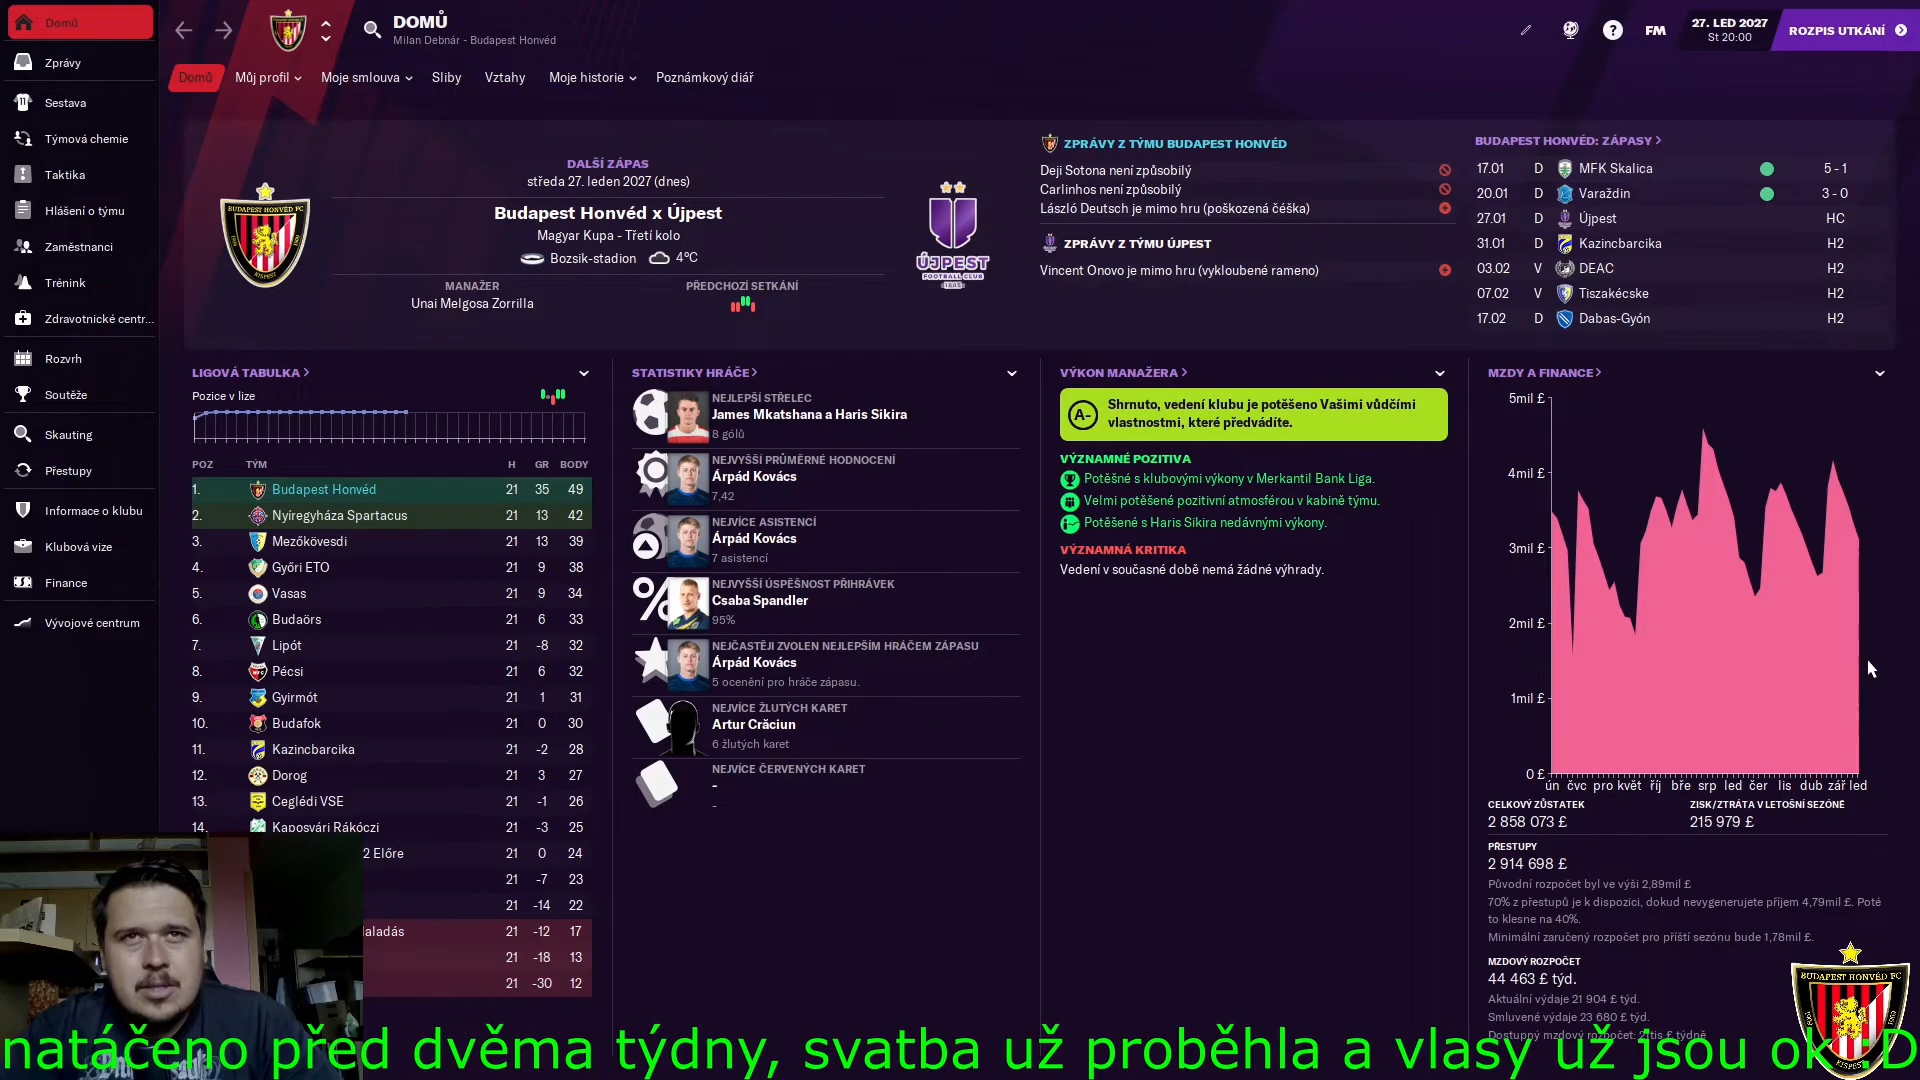 Domů
Zprávy
Sestava
Týmová chemie
Taktika
Hlášení o týmu
Zaměstnanci
Trénink
Zdravotnické centr...
Rozvrh
Soutěže
Skauting
Přestupy
Informace o klubu
Klubová vize
Finance
Vývojové centrum
DOMŮ
Milan Debnár - Budapest Honvéd
FM
27. LED 2027
St 20:00
ROZPIS UTKÁNÍ
Domů Můj profil Moje smlouva Sliby Vztahy Moje historie Poznámkový diář
DALŠÍ ZÁPAS
středa 27. leden 2027 (dnes)
Budapest Honvéd x Újpest
Magyar Kupa - Třetí kolo
Bozsik-stadion 4°C
MANAŽER
Unai Melgosa Zorrilla
PŘEDCHOZÍ SETKÁNÍ
BUDAPEST HONVÉD FC
KISPEST
ÚJPEST
FOOTBALL CLUB
1885
ZPRÁVY Z TÝMU BUDAPEST HONVÉD
Deji Sotona není způsobilý
Carlinhos není způsobilý
László Deutsch je mimo hru (poškozená čéška)
ZPRÁVY Z TÝMU ÚJPEST
Vincent Onovo je mimo hru (vykloubené rameno)
BUDAPEST HONVÉD: ZÁPASY
17.01 D MFK Skalica 5 - 1
20.01 D Varaždin 3 - 0
27.01 D Újpest HC
31.01 D Kazincbarcika H2
03.02 V DEAC H2
07.02 V Tiszakécske H2
17.02 D Dabas-Gyón H2
LIGOVÁ TABULKA
Pozice v lize
POZ TÝM H GR BODY
1. Budapest Honvéd 21 35 49
2. Nyíregyháza Spartacus 21 13 42
3. Mezőkövesdi 21 13 39
4. Győri ETO 21 9 38
5. Vasas 21 9 34
6. Budaörs 21 6 33
7. Lipót 21 -8 32
8. Pécsi 21 6 32
9. Gyirmót 21 1 31
10. Budafok 21 0 30
11. Kazincbarcika 21 -2 28
12. Dorog 21 3 27
13. Ceglédi VSE 21 -1 26
14. Kaposvári Rákóczi 21 -3 25
2 Előre 21 0 24
21 -7 23
21 -14 22
aladás 21 -12 17
21 -18 13
21 -30 12
STATISTIKY HRÁČE
NEJLEPŠÍ STŘELEC
James Mkatshana a Haris Sikira
8 gólů
NEJVYŠŠÍ PRŮMĚRNÉ HODNOCENÍ
Árpád Kovács
7,42
NEJVÍCE ASISTENCÍ
Árpád Kovács
7 asistencí
NEJVYŠŠÍ ÚSPĚŠNOST PŘIHRÁVEK
Csaba Spandler
95%
NEJČASTĚJI ZVOLEN NEJLEPŠÍM HRÁČEM ZÁPASU
Árpád Kovács
5 ocenění pro hráče zápasu.
NEJVÍCE ŽLUTÝCH KARET
Artur Crăciun
6 žlutých karet
NEJVÍCE ČERVENÝCH KARET
-
-
VÝKON MANAŽERA
A-
Shrnuto, vedení klubu je potěšeno Vašimi vůdčími
vlastnostmi, které předvádíte.
VÝZNAMNÉ POZITIVA
Potěšné s klubovými výkony v Merkantil Bank Liga.
Velmi potěšené pozitivní atmosférou v kabině týmu.
Potěšené s Haris Sikira nedávnými výkony.
VÝZNAMNÁ KRITIKA
Vedení v současné době nemá žádné výhrady.
MZDY A FINANCE
5mil £
4mil £
3mil £
2mil £
1mil £
0 £
ún čvc pro květ říj bře srp led čer lis dub zář led
CELKOVÝ ZŮSTATEK
2 858 073 £
ZISK/ZTRÁTA V LETOŠNÍ SEZÓNĚ
215 979 £
PŘESTUPY
2 914 698 £
Původní rozpočet byl ve výši 2,89mil £
70% z přestupů je k dispozici, dokud nevygenerujete příjem 4,79mil £. Poté
to klesne na 40%.
Minimální zaručený rozpočet pro příští sezónu bude 1,78mil £.
MZDOVÝ ROZPOČET
44 463 £ týd.
Aktuální výdaje 21 904 £ týd.
Smluvené výdaje 23 680 £ týd.
Dostupný mzdový rozpočet: 21tis £ týdně
BUDAPEST HONVÉD FC
KISPEST
natáčeno před dvěma týdny, svatba už proběhla a vlasy už jsou ok :D